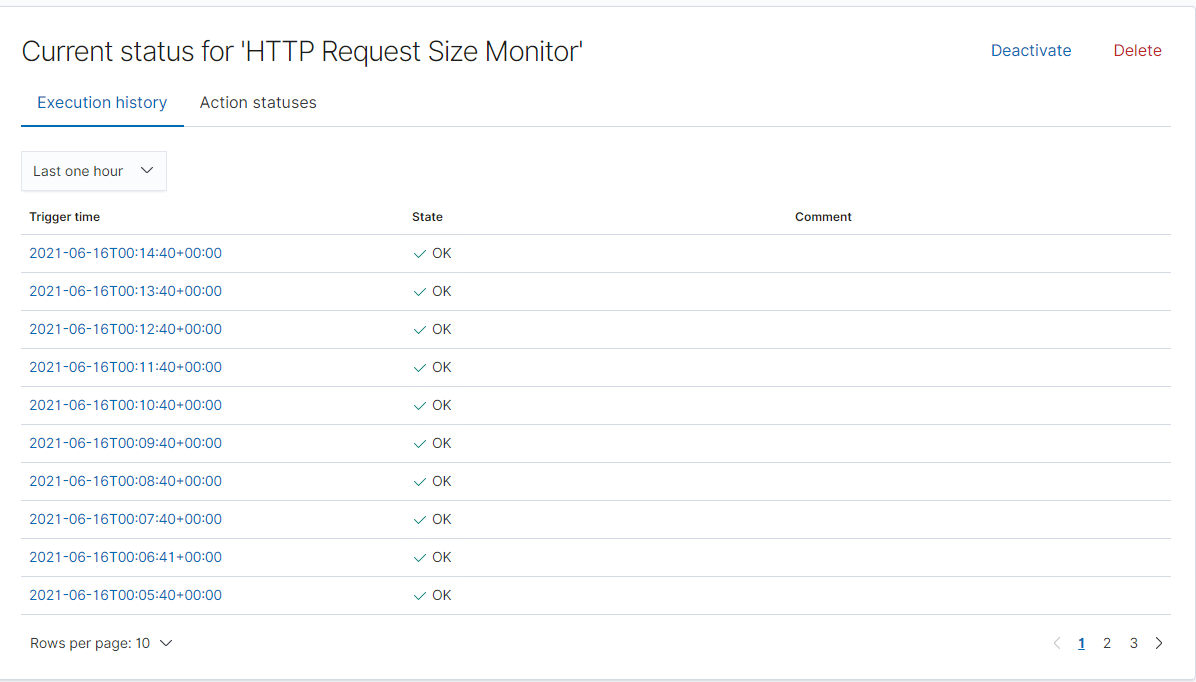 Current status for 'HTTP Request Size Monitor'
Deactivate Delete
Execution history Action statuses
Last one hour
Trigger time State Comment
2021-06-16T00:14:40+00:00 OK
2021-06-16T00:13:40+00:00 OK
2021-06-16T00:12:40+00:00 OK
2021-06-16T00:11:40+00:00 OK
2021-06-16T00:10:40+00:00 OK
2021-06-16T00:09:40+00:00 OK
2021-06-16T00:08:40+00:00 OK
2021-06-16T00:07:40+00:00 OK
2021-06-16T00:06:41+00:00 OK
2021-06-16T00:05:40+00:00 OK
Rows per page: 10
1 2 3